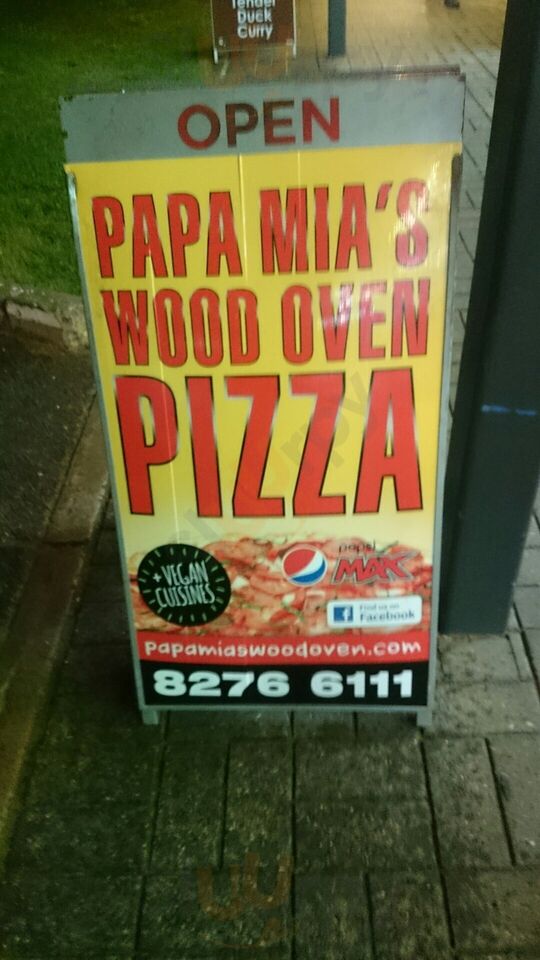 Tender
Duck
Curry
OPEN
PAPA MIA'S
WOOD OVEN
PIZZA
+VEGAN
CUISINES
pepsi
MAX
Find us on
Facebook
papamiaswoodoven.com
8276 6111